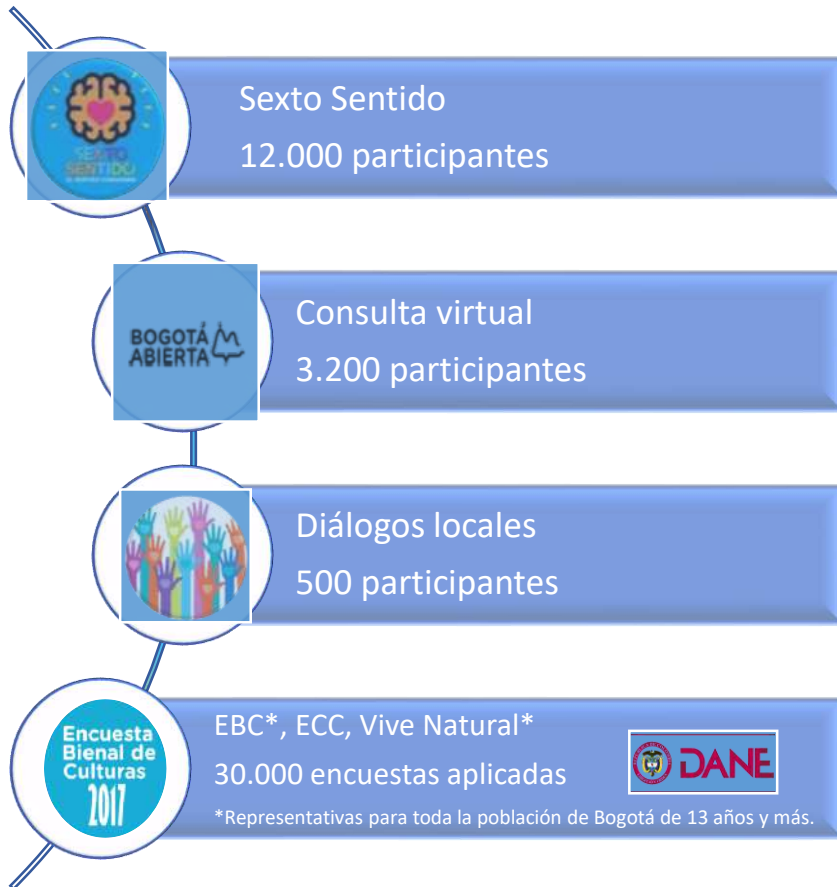 SEXTO
SENTIDO
Sexto Sentido
12.000 participantes
BOGOTÁ
ABIERTA
Consulta virtual
3.200 participantes
Diálogos locales
500 participantes
Encuesta
Bienal de
Culturas
2017
EBC*, ECC, Vive Natural*
30.000 encuestas aplicadas
DANE
*Representativas para toda la población de Bogotá de 13 años y más.